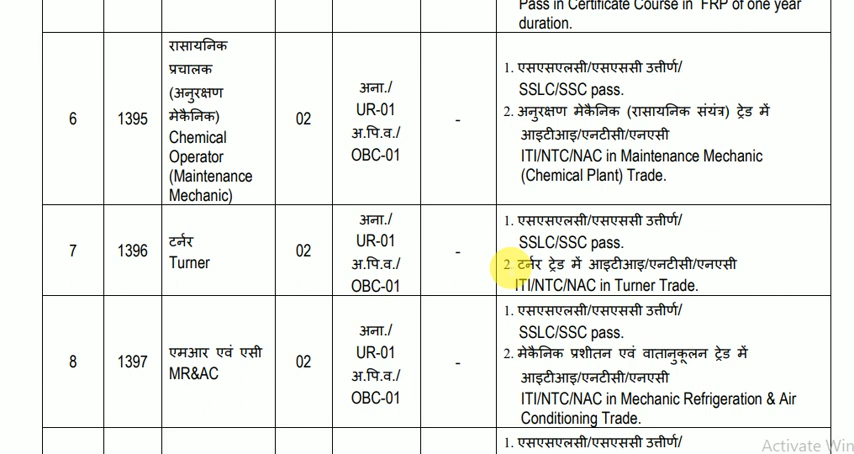 Pass in Certificate Course in FRP of one year
duration.
6
1395
रासायनिक
प्रचालक
(अनुरक्षण
मेकैनिक)
Chemical
Operator
(Maintenance
Mechanic)
02
अना./
UR-01
अ.पि.व./
OBC-01
-
1. एसएसएलसी/एसएससी उत्तीर्ण/
SSLC/SSC pass.
2. अनुरक्षण मेकैनिक (रासायनिक संयंत्र) ट्रेड में
आइटीआइ/एनटीसी/एनएसी
ITI/NTC/NAC in Maintenance Mechanic
(Chemical Plant) Trade.
7
1396
टर्नर
Turner
02
अना./
UR-01
अ.पि.व./
OBC-01
-
1. एसएसएलसी/एसएससी उत्तीर्ण/
SSLC/SSC pass.
2. टर्नर ट्रेड में आइटीआइ/एनटीसी/एनएसी
ITI/NTC/NAC in Turner Trade.
8
1397
एमआर एवं एसी
MR&AC
02
अना./
UR-01
अ.पि.व./
OBC-01
-
1. एसएसएलसी/एसएससी उत्तीर्ण/
SSLC/SSC pass.
2. मेकैनिक प्रशीतन एवं वातानुकूलन ट्रेड में
आइटीआइ/एनटीसी/एनएसी
ITI/NTC/NAC in Mechanic Refrigeration & Air
Conditioning Trade.
1. एसएसएलसी/एसएससी उत्तीर्ण/
Activate Win